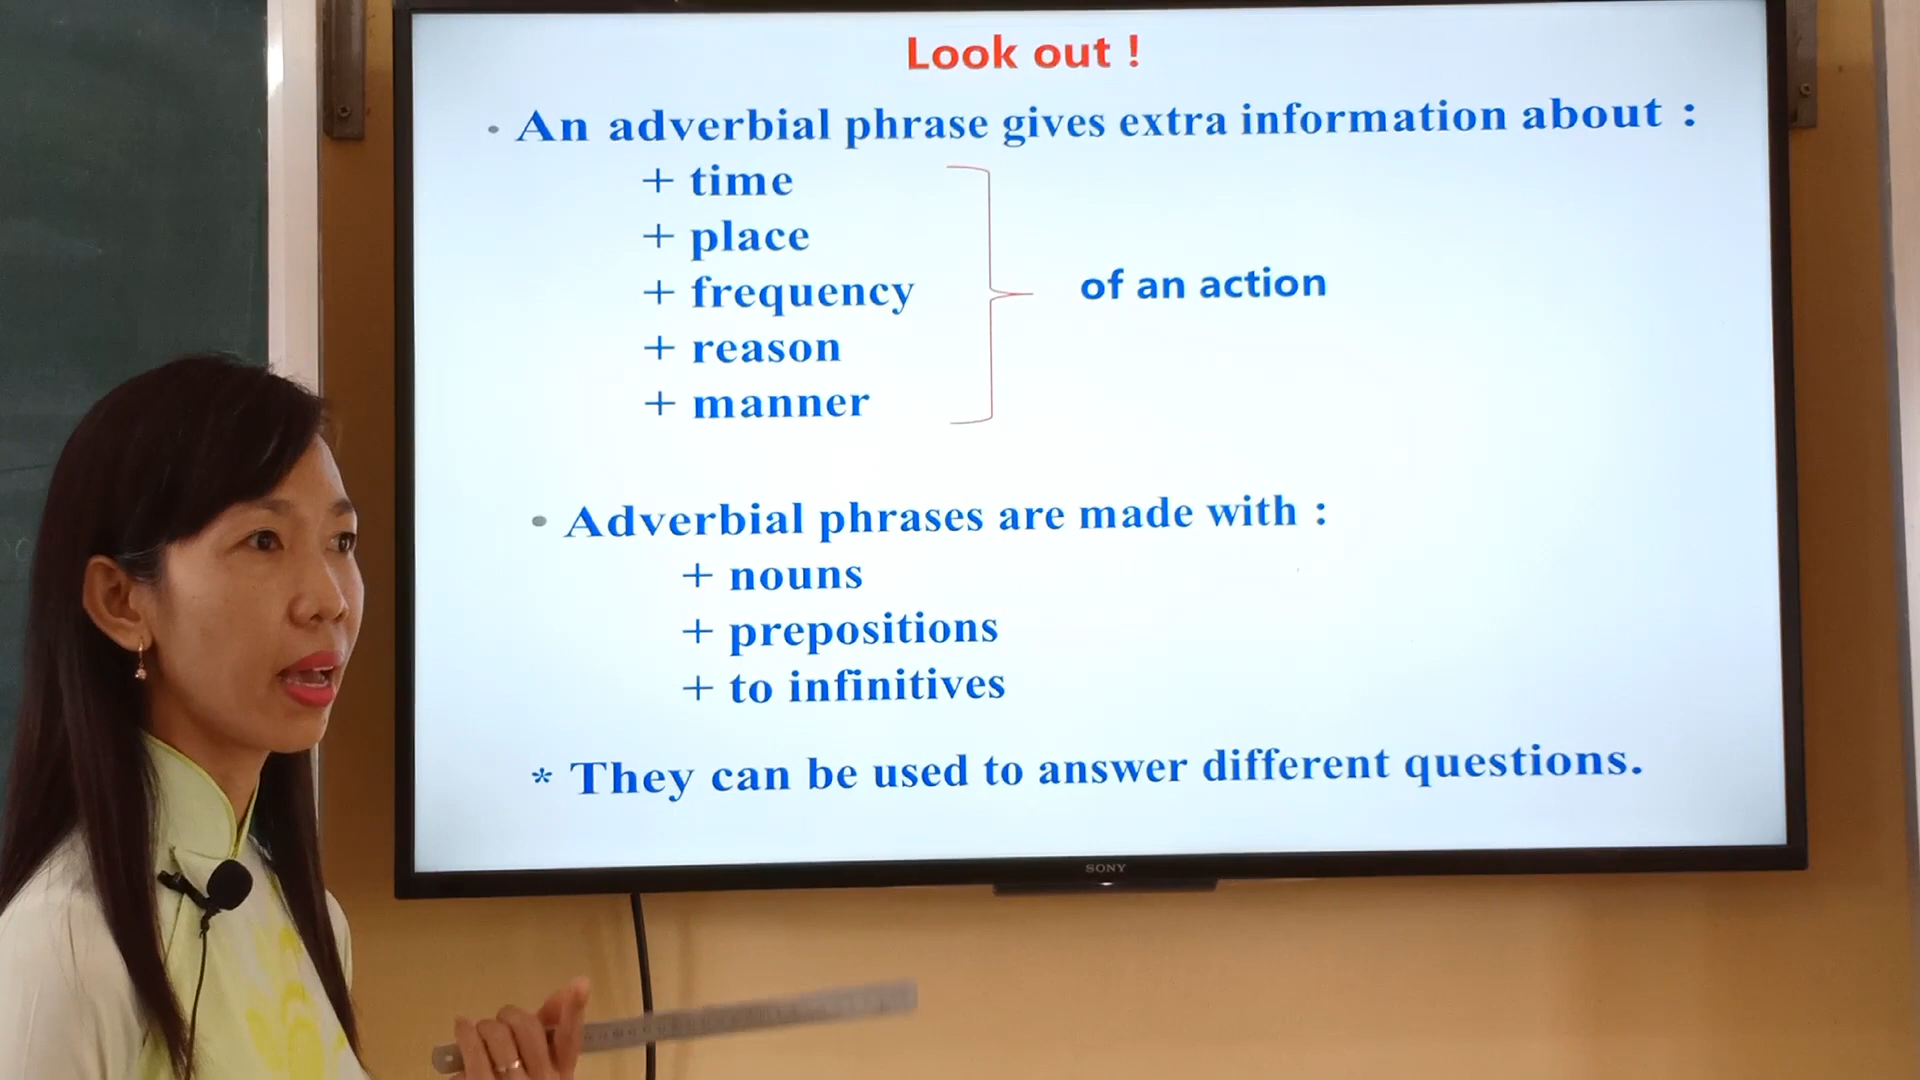 Look out !
• An adverbial phrase gives extra information about :
+ time
+ place
+ frequency
of an action
+ reason
+ manner
• Adverbial phrases are made with :
+ nouns
+ prepositions
+ to infinitives
* They can be used to answer different questions.
SONY